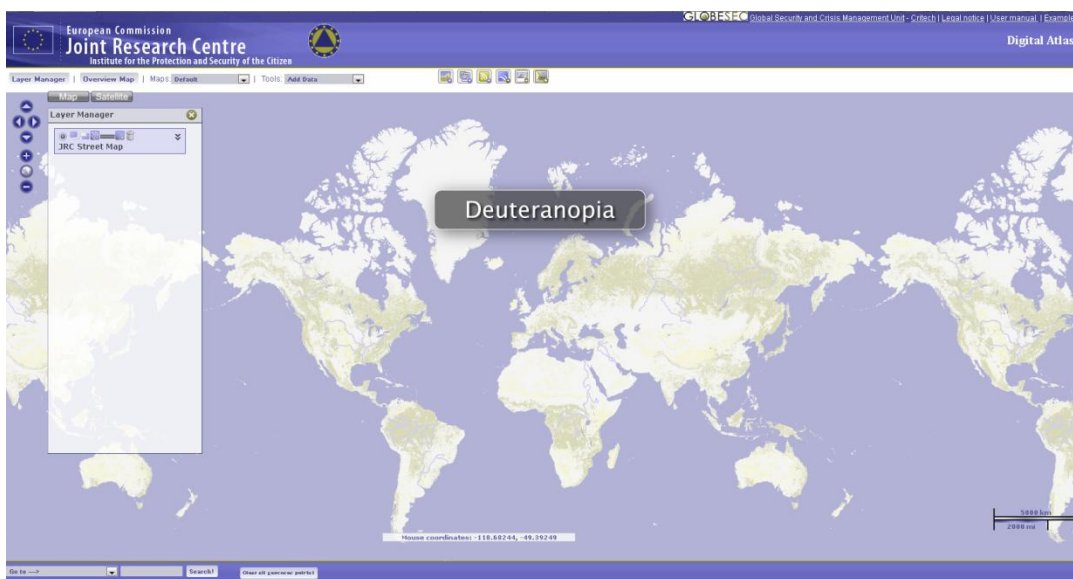 GLOBESEC Global Security and Crisis Management Unit - Critech | Legal notice | User manual | Example
European Commission
Joint Research Centre
Institute for the Protection and Security of the Citizen
Digital Atlas
Layer Manager | Overview Map | Maps: Default | Tools: Add Data
Map Satellite
Layer Manager
JRC Street Map
Deuteranopia
5000 km
2000 mi
Mouse coordinates: -118.68244, -49.39249
Go to --> Search!